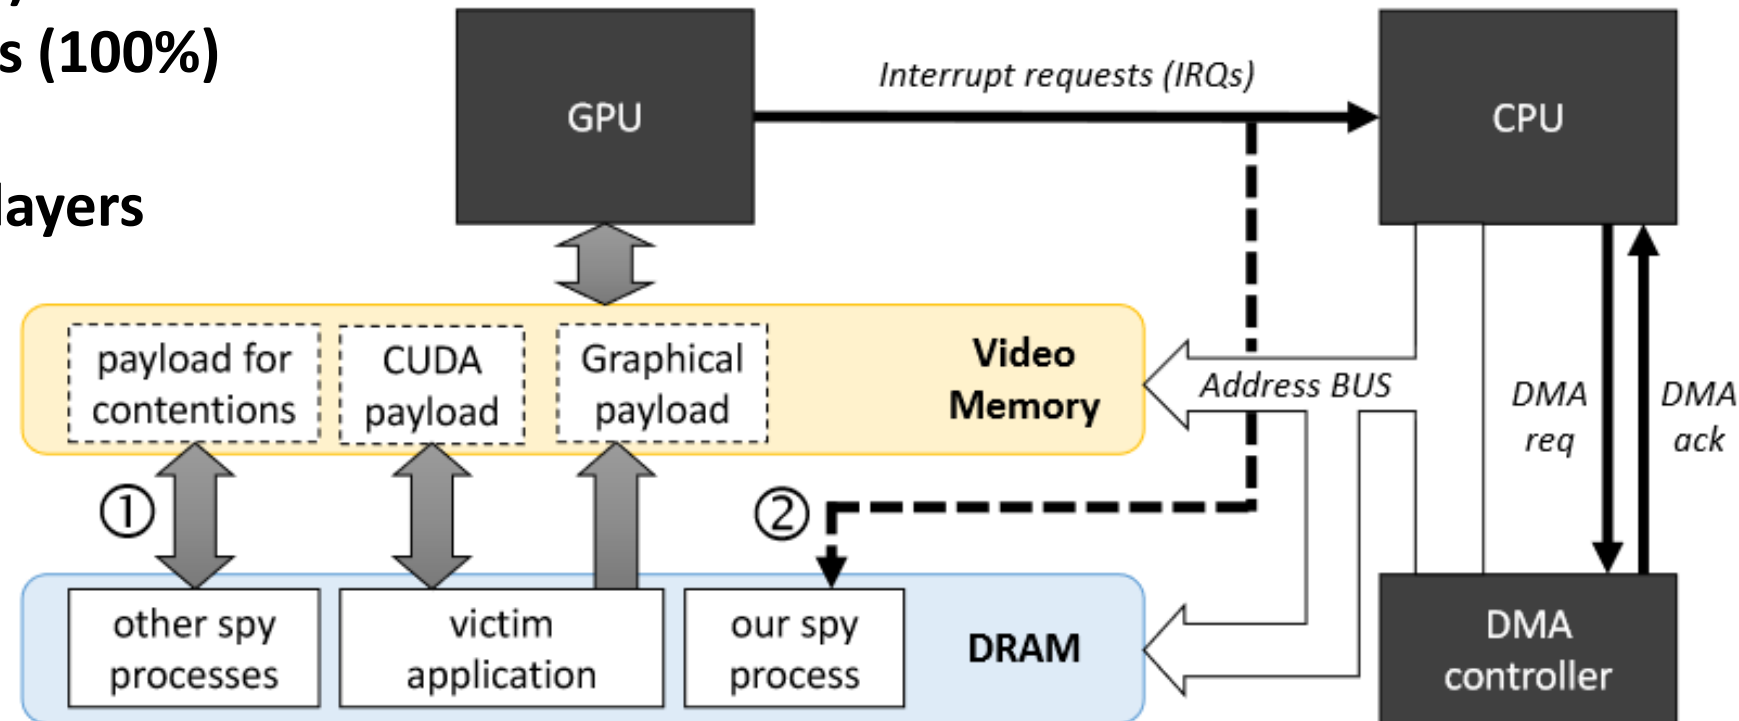 s (100%)
layers
GPU
Interrupt requests (IRQs)
CPU
payload for
contentions
CUDA
payload
Graphical
payload
Video
Memory
Address BUS
DMA
req
DMA
ack
①
②
other spy
processes
victim
application
our spy
process
DRAM
DMA
controller